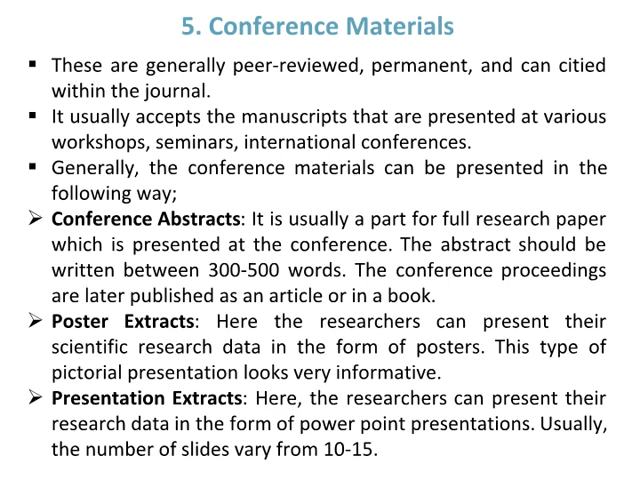 5. Conference Materials
▪ These are generally peer-reviewed, permanent, and can citied
within the journal.
▪ It usually accepts the manuscripts that are presented at various
workshops, seminars, international conferences.
▪ Generally, the conference materials can be presented in the
following way;
➢ Conference Abstracts: It is usually a part for full research paper
which is presented at the conference. The abstract should be
written between 300-500 words. The conference proceedings
are later published as an article or in a book.
➢ Poster Extracts: Here the researchers can present their
scientific research data in the form of posters. This type of
pictorial presentation looks very informative.
➢ Presentation Extracts: Here, the researchers can present their
research data in the form of power point presentations. Usually,
the number of slides vary from 10-15.